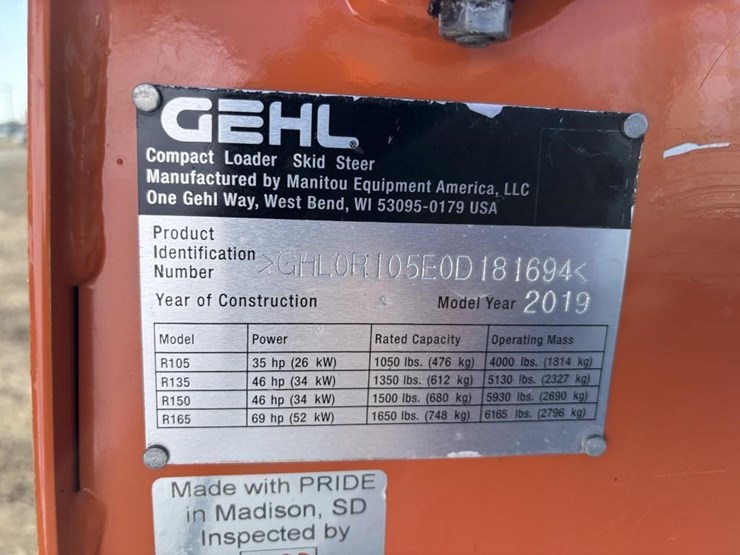 GEHL
Compact Loader Skid Steer
Manufactured by Manitou Equipment America, LLC
One Gehl Way, West Bend, WI 53095-0179 USA
Product
Identification
Number >GHL0R105E0D181694<
Year of Construction Model Year 2019
Model Power Rated Capacity Operating Mass
R105 35 hp (26 kW) 1050 lbs. (476 kg) 4000 lbs. (1814 kg)
R135 46 hp (34 kW) 1350 lbs. (612 kg) 5130 lbs. (2327 kg)
R150 46 hp (34 kW) 1500 lbs. (680 kg) 5930 lbs. (2690 kg)
R165 69 hp (52 kW) 1650 lbs. (748 kg) 6165 lbs. (2796 kg)
Made with PRIDE
in Madison, SD
Inspected by